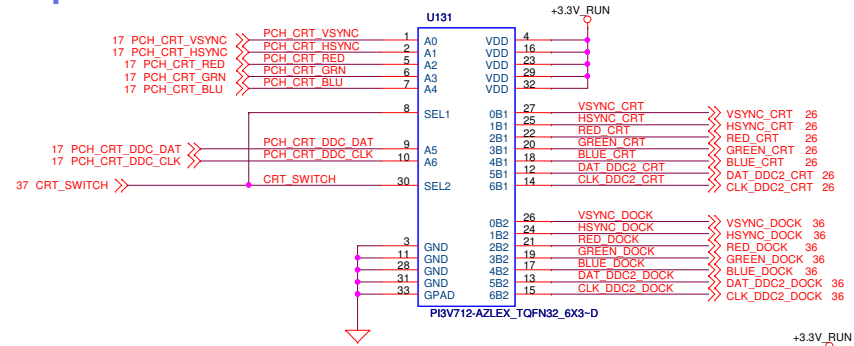 +3.3V_RUN
U131
17 PCH_CRT_VSYNC PCH_CRT_VSYNC 1 A0 VDD 4
17 PCH_CRT_HSYNC PCH_CRT_HSYNC 2 A1 VDD 16
17 PCH_CRT_RED PCH_CRT_RED 5 A2 VDD 23
17 PCH_CRT_GRN PCH_CRT_GRN 6 A3 VDD 29
17 PCH_CRT_BLU PCH_CRT_BLU 7 A4 VDD 32
8 SEL1 0B1 27 VSYNC_CRT VSYNC_CRT 26
1B1 25 HSYNC_CRT HSYNC_CRT 26
2B1 22 RED_CRT RED_CRT 26
17 PCH_CRT_DDC_DAT PCH_CRT_DDC_DAT 9 A5 3B1 20 GREEN_CRT GREEN_CRT 26
17 PCH_CRT_DDC_CLK PCH_CRT_DDC_CLK 10 A6 4B1 18 BLUE_CRT BLUE_CRT 26
5B1 12 DAT_DDC2_CRT DAT_DDC2_CRT 26
37 CRT_SWITCH CRT_SWITCH 30 SEL2 6B1 14 CLK_DDC2_CRT CLK_DDC2_CRT 26
0B2 26 VSYNC_DOCK VSYNC_DOCK 36
1B2 24 HSYNC_DOCK HSYNC_DOCK 36
3 GND 2B2 21 RED_DOCK RED_DOCK 36
11 GND 3B2 19 GREEN_DOCK GREEN_DOCK 36
28 GND 4B2 17 BLUE_DOCK BLUE_DOCK 36
31 GND 5B2 13 DAT_DDC2_DOCK DAT_DDC2_DOCK 36
33 GPAD 6B2 15 CLK_DDC2_DOCK CLK_DDC2_DOCK 36
PI3V712-AZLEX_TQFN32_6X3~D
+3.3V_RUN